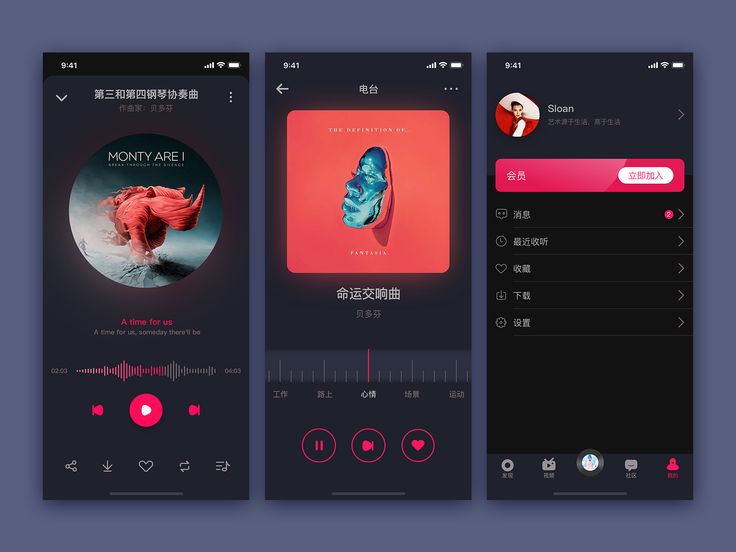 9:41
第三和第四钢琴协奏曲
作曲家：贝多芬
MONTY ARE I
BREAK THROUGH THE SILENCE
A time for us
A time for us, someday there'll be
02:03
04:03
9:41
电台
THE DEFINITION OF...
FANTASIA
命运交响曲
贝多芬
工作
路上
心情
场景
运动
9:41
Sloan
艺术源于生活，高于生活
会员
立即加入
消息
2
最近收听
收藏
下载
设置
发现
视频
社区
我的